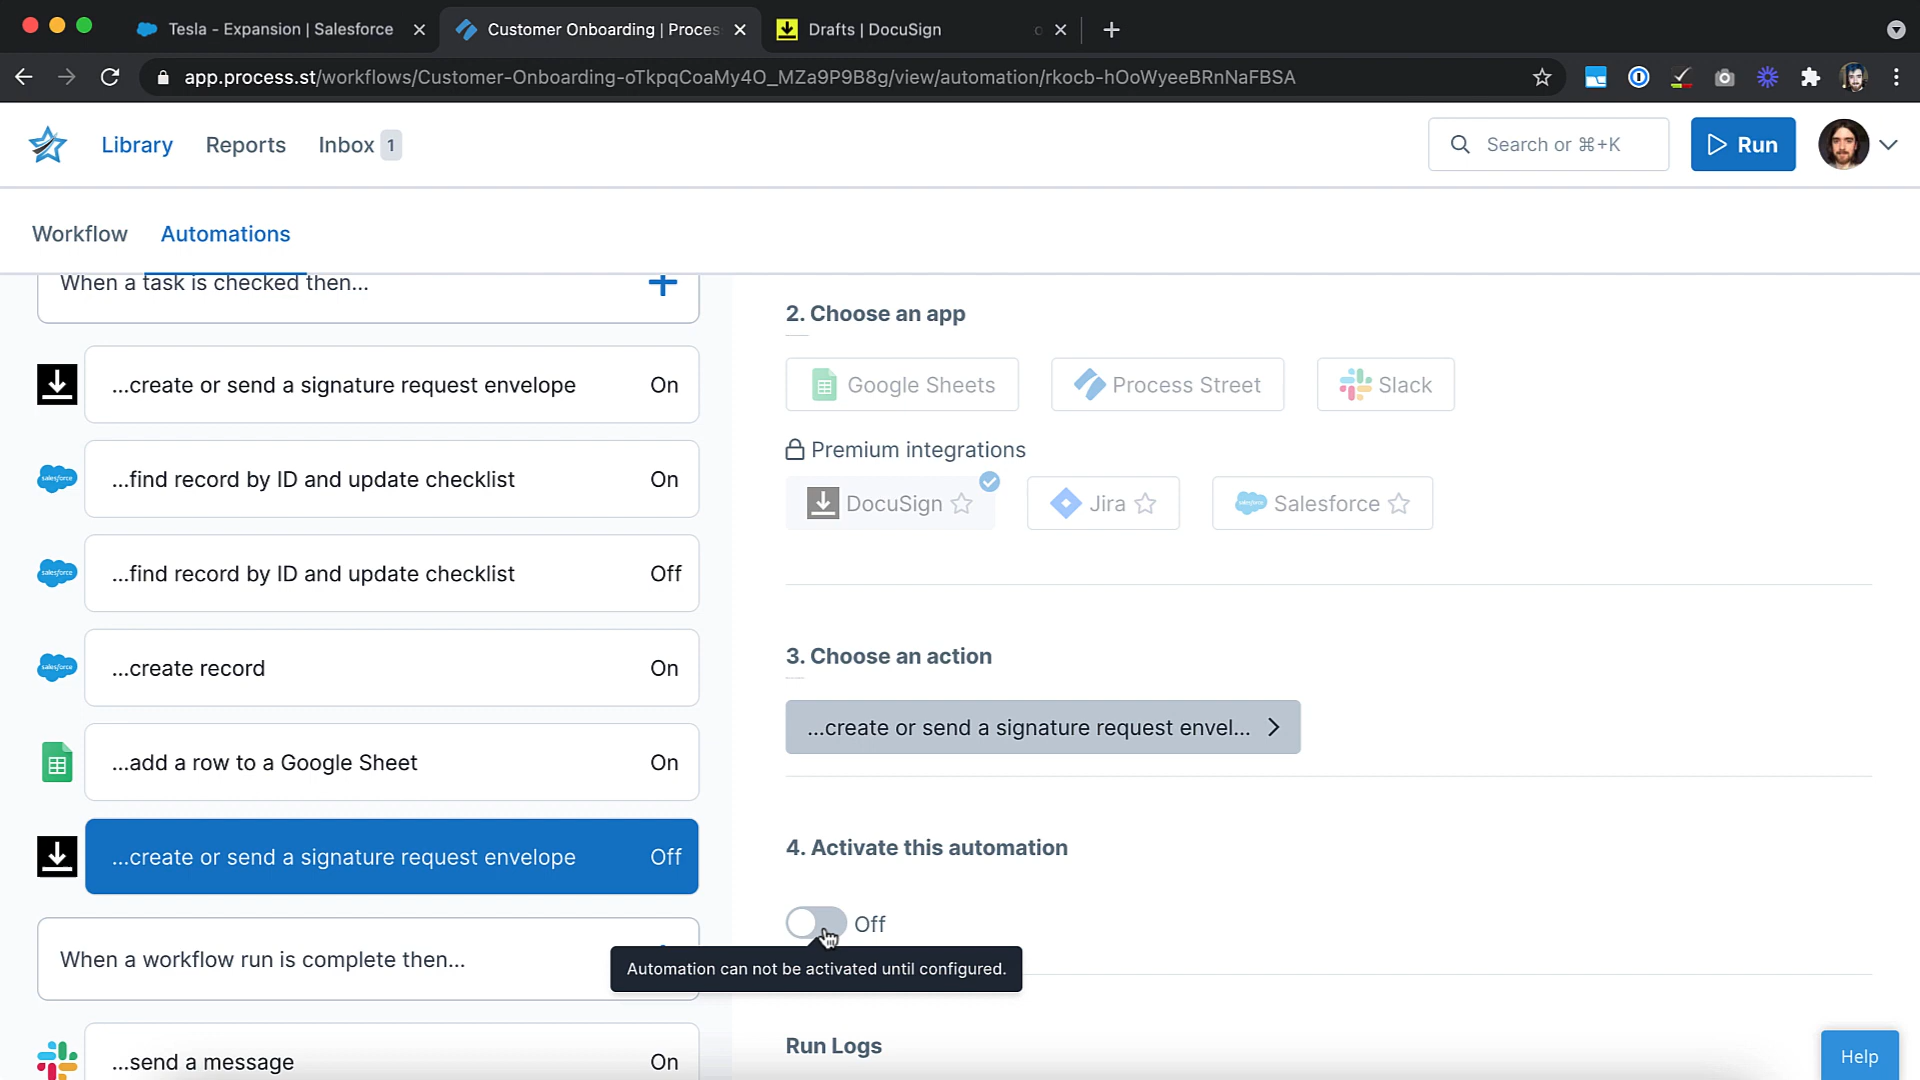 Tesla - Expansion | Salesforce
Customer Onboarding | Proces
Drafts | DocuSign
app.process.st/workflows/Customer-Onboarding-oTkpqCoaMy4O_MZa9P9B8g/view/automation/rkocb-hOoWyeeBRnNaFBSA
Library
Reports
Inbox 1
Search or ⌘+K
Run
Workflow
Automations
When a task is checked then...
...create or send a signature request envelope On
salesforce
...find record by ID and update checklist On
salesforce
...find record by ID and update checklist Off
salesforce
...create record On
...add a row to a Google Sheet On
...create or send a signature request envelope Off
When a workflow run is complete then...
...send a message On
2. Choose an app
Google Sheets
Process Street
Slack
Premium integrations
DocuSign
Jira
salesforce
Salesforce
3. Choose an action
...create or send a signature request envel...
4. Activate this automation
Off
Automation can not be activated until configured.
Run Logs
Help